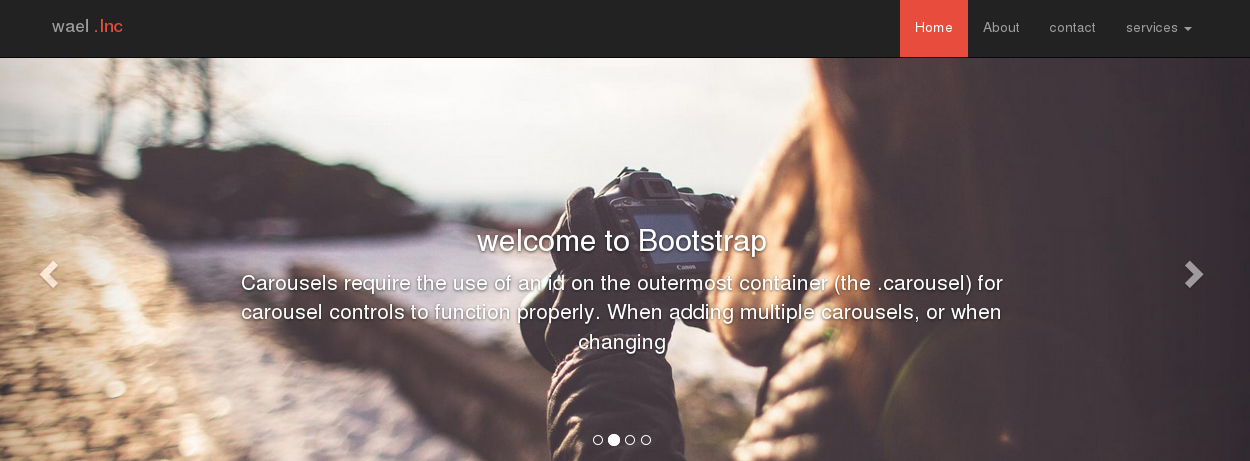 wael .Inc
Home About contact services
Canon
welcome to Bootstrap
Carousels require the use of an id on the outermost container (the .carousel) for
carousel controls to function properly. When adding multiple carousels, or when
changing